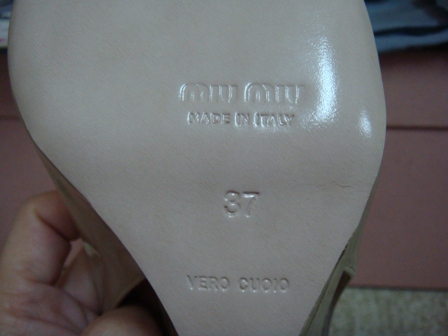 miu miu
MADE IN ITALY
37
VERO CUOIO